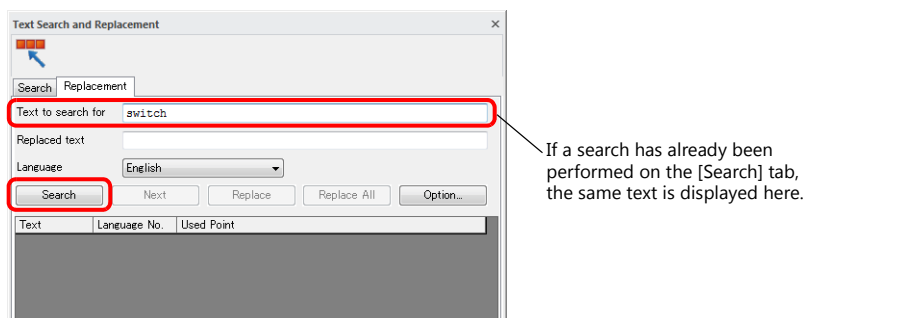 Text Search and Replacement
Search Replacement
Text to search for switch
Replaced text
Language English
Search Next Replace Replace All Option...
Text Language No. Used Point
If a search has already been
performed on the [Search] tab,
the same text is displayed here.